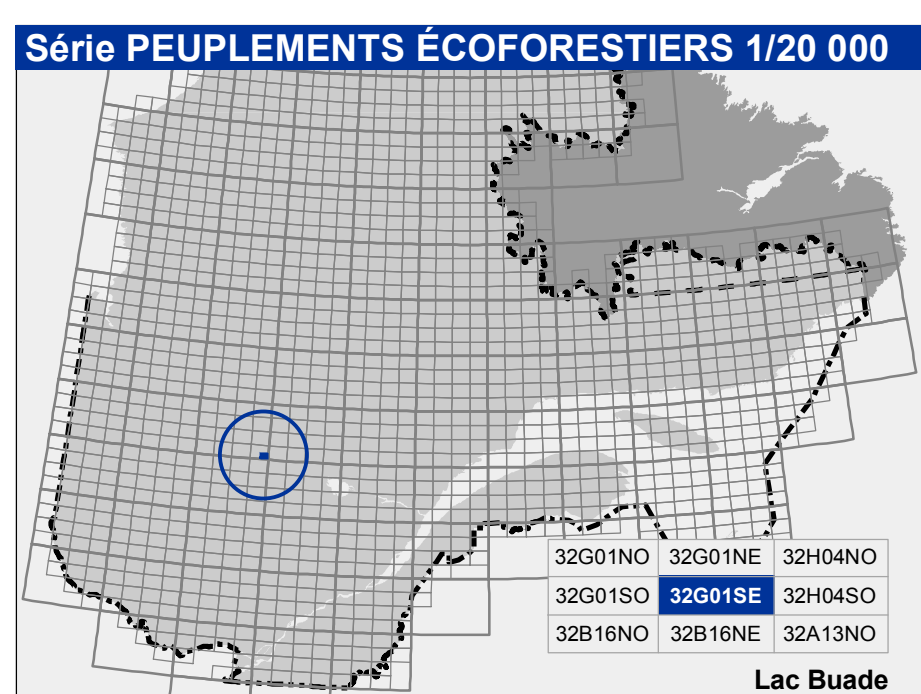 Série PEUPLEMENTS ÉCOFORESTIERS 1/20 000
32G01NO 32G01NE 32H04NO
32G01SO 32G01SE 32H04SO
32B16NO 32B16NE 32A13NO
Lac Buade